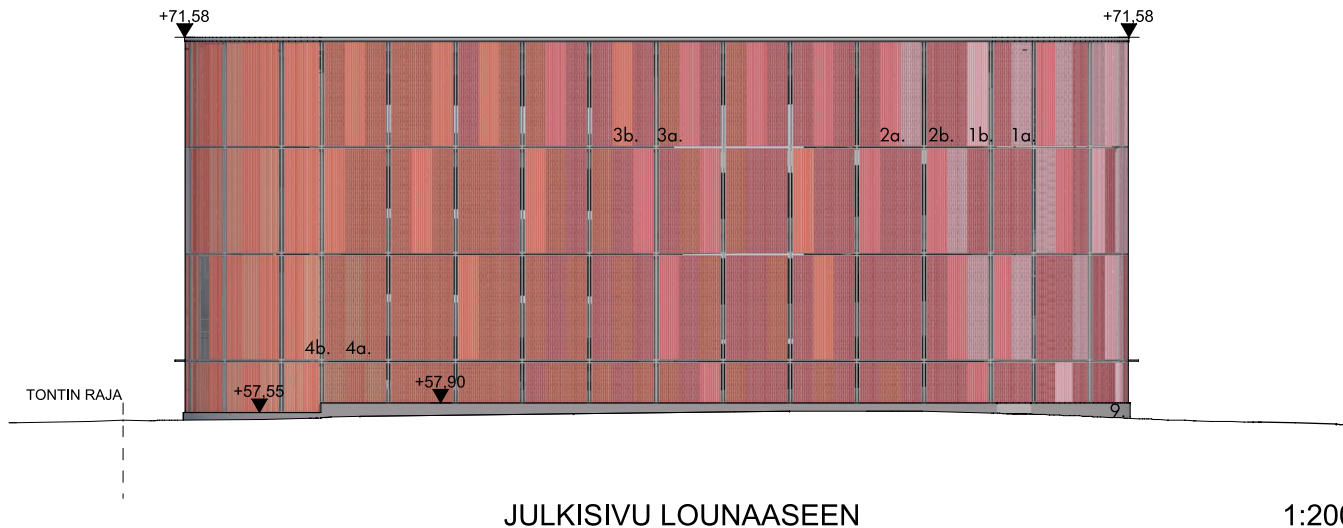 +71,58 +71,58
3b. 3a. 2a. 2b. 1b. 1a.
4b. 4a.
+57,55 +57,90
TONTIN RAJA
9.
JULKISIVU LOUNAASEEN 1:200